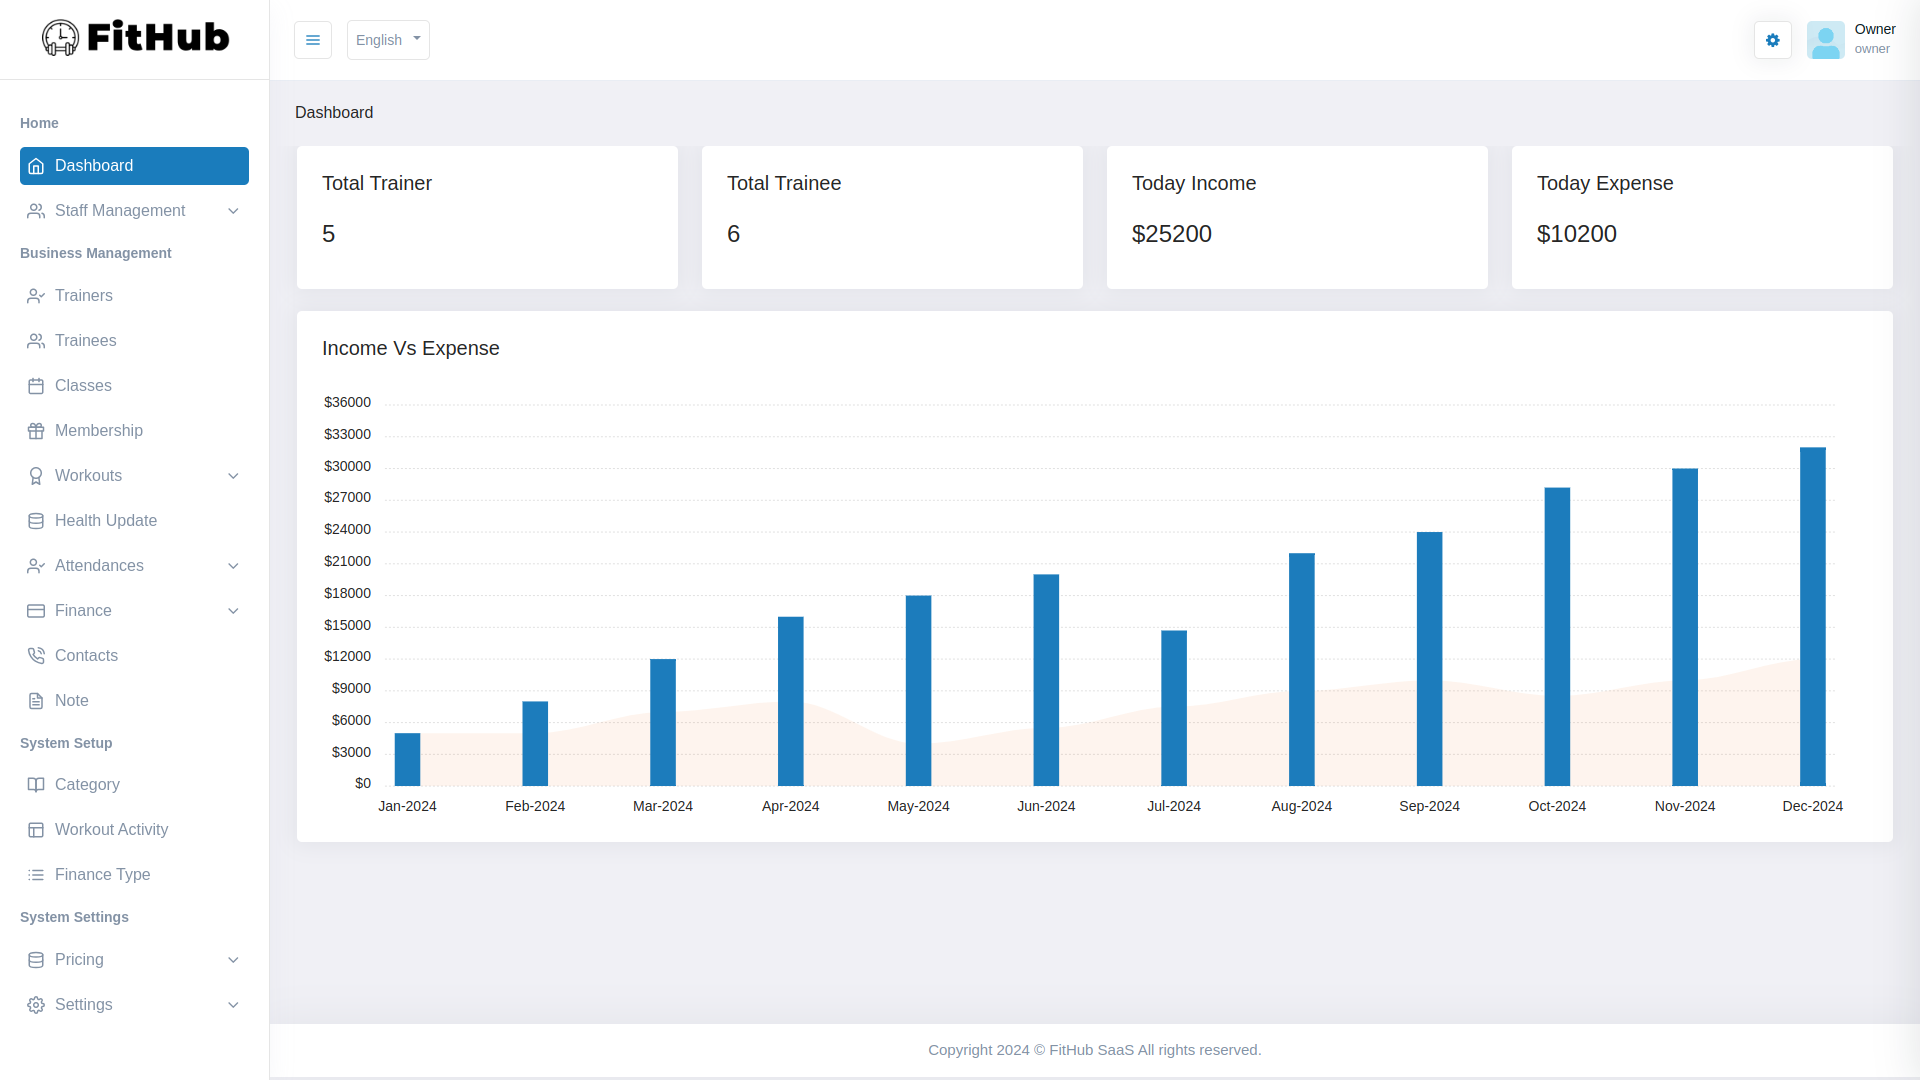 FitHub
English
Owner
owner
Home
Dashboard
Staff Management
Business Management
Trainers
Trainees
Classes
Membership
Workouts
Health Update
Attendances
Finance
Contacts
Note
System Setup
Category
Workout Activity
Finance Type
System Settings
Pricing
Settings
Dashboard
Total Trainer
5
Total Trainee
6
Today Income
$25200
Today Expense
$10200
Income Vs Expense
$36000
$33000
$30000
$27000
$24000
$21000
$18000
$15000
$12000
$9000
$6000
$3000
$0
Jan-2024 Feb-2024 Mar-2024 Apr-2024 May-2024 Jun-2024 Jul-2024 Aug-2024 Sep-2024 Oct-2024 Nov-2024 Dec-2024
Copyright 2024 © FitHub SaaS All rights reserved.